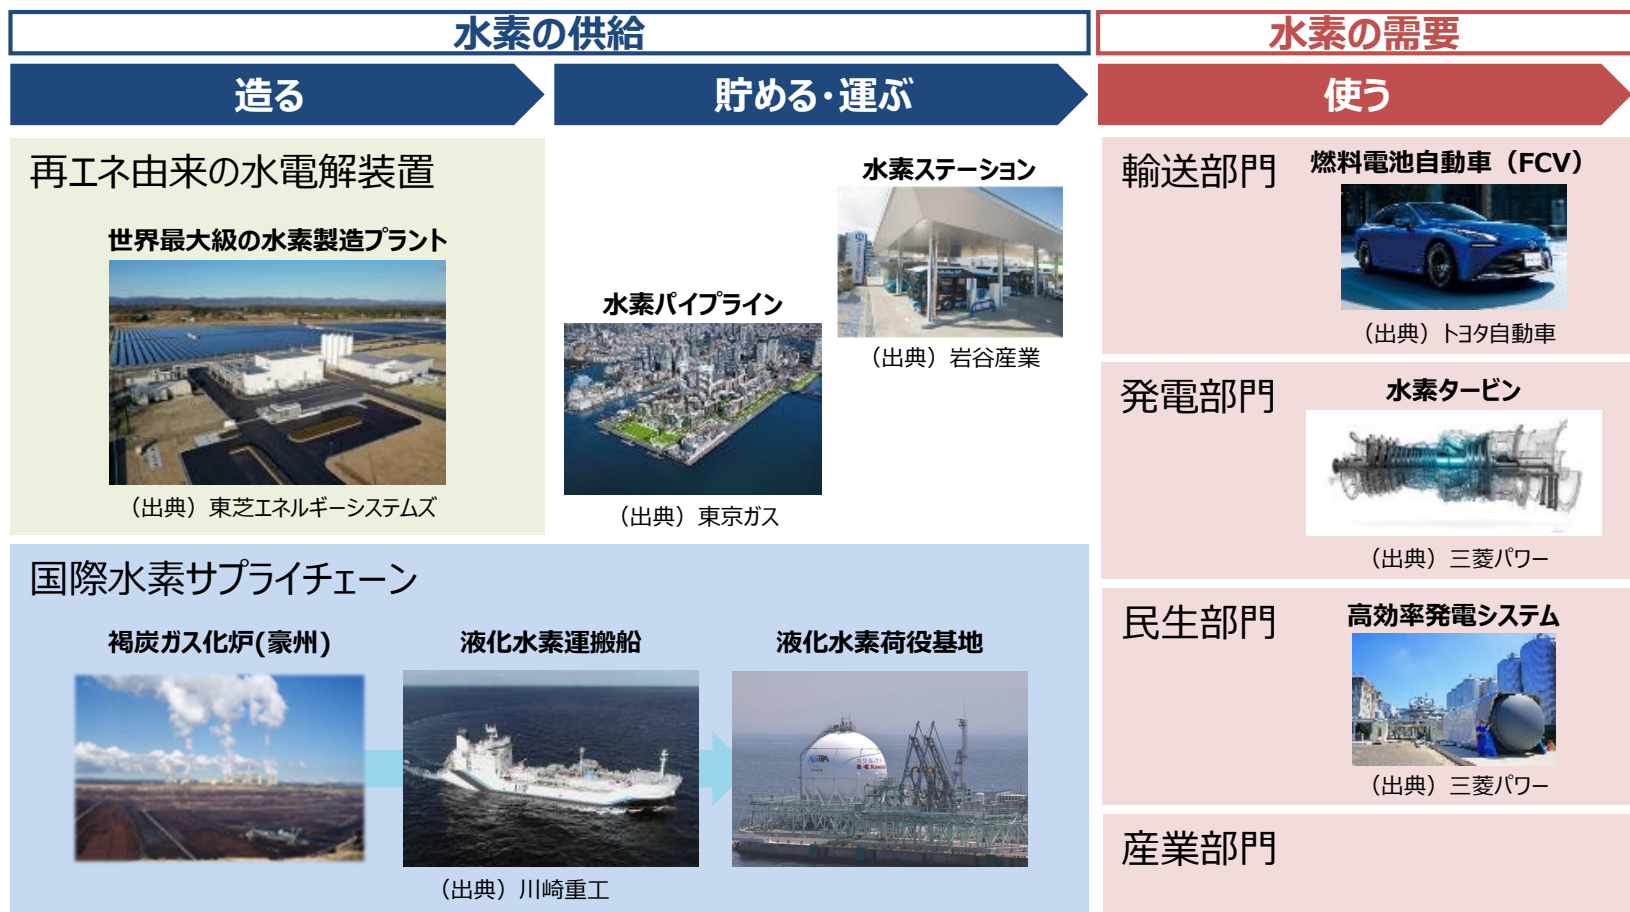 水素の供給
水素の需要
造る
貯める・運ぶ
使う
再エネ由来の水電解装置
世界最大級の水素製造プラント
（出典）東芝エネルギーシステムズ
水素ステーション
（出典）岩谷産業
水素パイプライン
（出典）東京ガス
国際水素サプライチェーン
褐炭ガス化炉(豪州)
液化水素運搬船
液化水素荷役基地
（出典）川崎重工
輸送部門
燃料電池自動車（FCV）
（出典）トヨタ自動車
発電部門
水素タービン
（出典）三菱パワー
民生部門
高効率発電システム
（出典）三菱パワー
産業部門